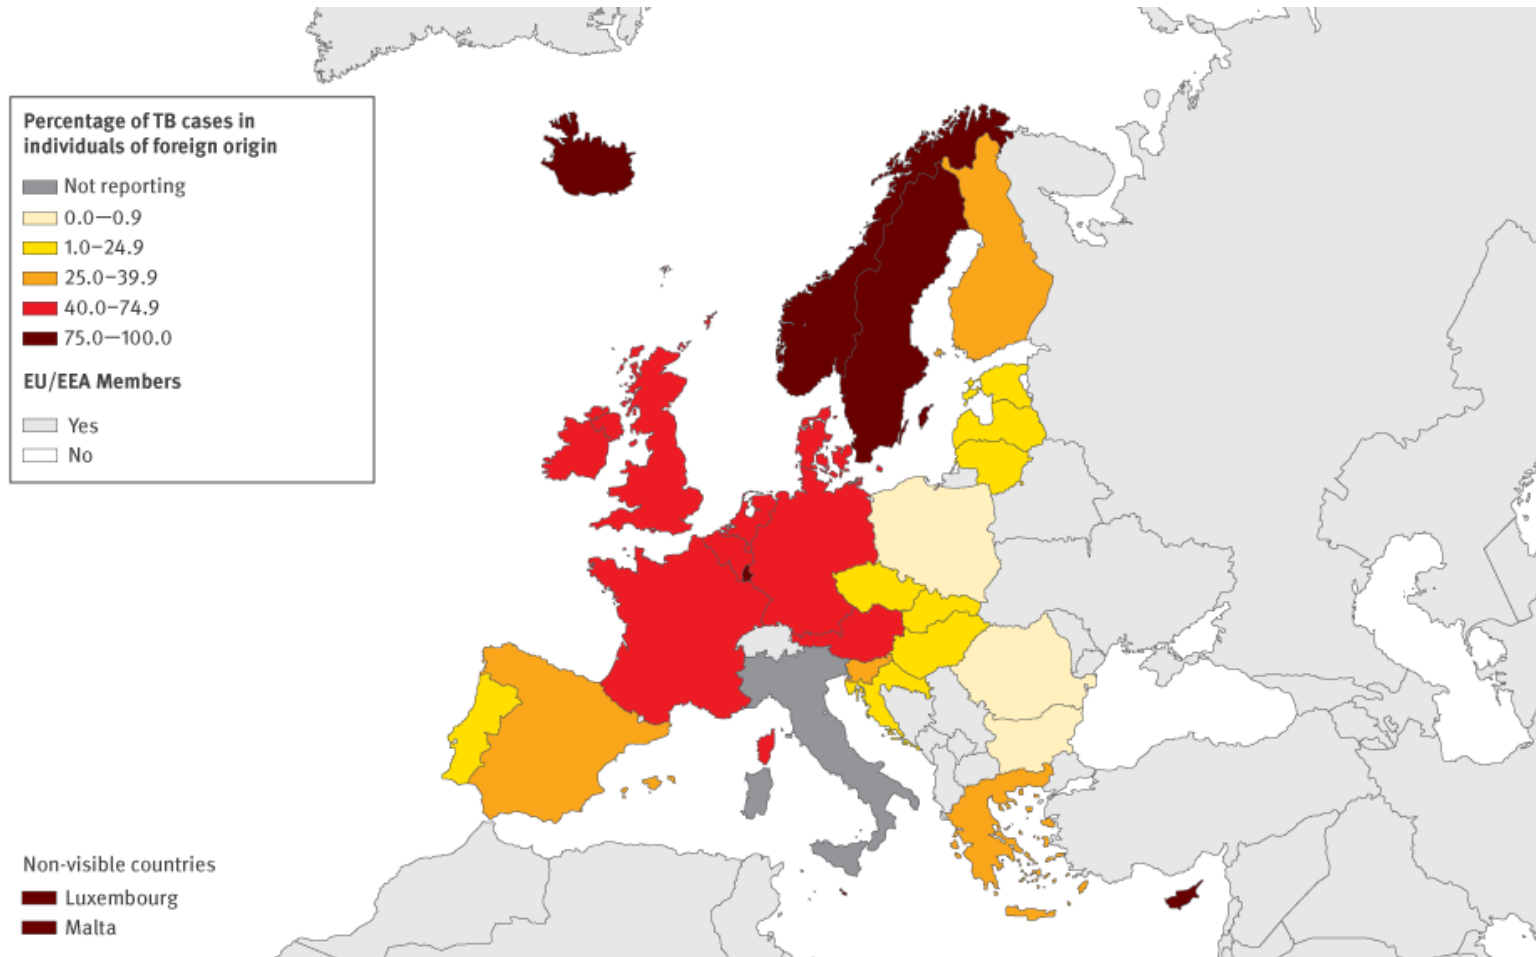 Percentage of TB cases in
individuals of foreign origin
Not reporting
0.0—0.9
1.0–24.9
25.0–39.9
40.0–74.9
75.0—100.0
EU/EEA Members
Yes
No
Non-visible countries
Luxembourg
Malta